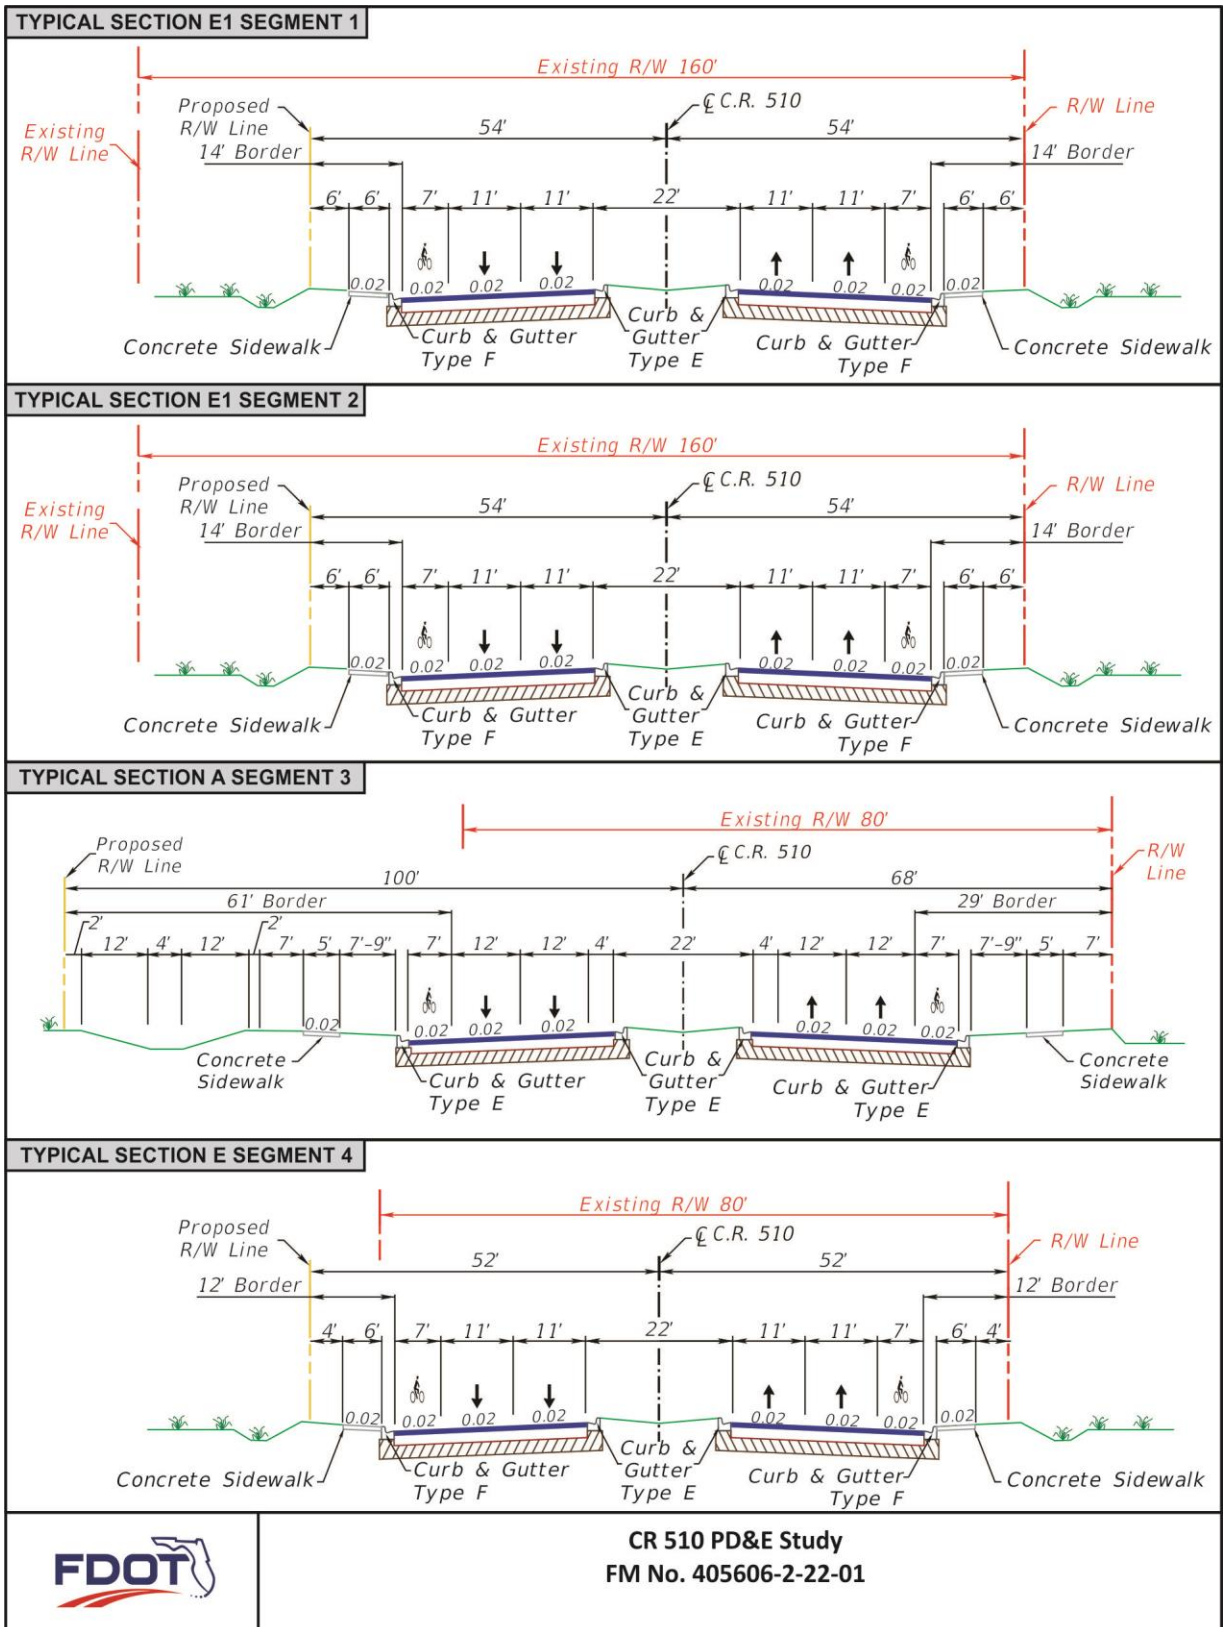 TYPICAL SECTION E1 SEGMENT 1
Existing R/W 160'
Proposed
R/W Line
℄ C.R. 510
R/W Line
Existing
R/W Line
54' 54'
14' Border 14' Border
6' 6' 7' 11' 11' 22' 11' 11' 7' 6' 6'
0.02 0.02 0.02 0.02 0.02 0.02 0.02 0.02
Concrete Sidewalk
Curb & Gutter
Type F
Curb &
Gutter
Type E
Curb & Gutter
Type F
Concrete Sidewalk
TYPICAL SECTION E1 SEGMENT 2
Existing R/W 160'
Proposed
R/W Line
℄ C.R. 510
R/W Line
Existing
R/W Line
54' 54'
14' Border 14' Border
6' 6' 7' 11' 11' 22' 11' 11' 7' 6' 6'
0.02 0.02 0.02 0.02 0.02 0.02 0.02 0.02
Concrete Sidewalk
Curb & Gutter
Type F
Curb &
Gutter
Type E
Curb & Gutter
Type F
Concrete Sidewalk
TYPICAL SECTION A SEGMENT 3
Existing R/W 80'
Proposed
R/W Line
℄ C.R. 510
R/W
Line
100' 68'
61' Border 29' Border
2' 12' 4' 12' 2' 7' 5' 7'-9" 7' 12' 12' 4' 22' 4' 12' 12' 7' 7'-9" 5' 7'
0.02 0.02 0.02 0.02 0.02 0.02 0.02
Concrete
Sidewalk
Curb & Gutter
Type E
Curb &
Gutter
Type E
Curb & Gutter
Type E
Concrete
Sidewalk
TYPICAL SECTION E SEGMENT 4
Existing R/W 80'
Proposed
R/W Line
℄ C.R. 510
R/W Line
52' 52'
12' Border 12' Border
4' 6' 7' 11' 11' 22' 11' 11' 7' 6' 4'
0.02 0.02 0.02 0.02 0.02 0.02 0.02 0.02
Concrete Sidewalk
Curb & Gutter
Type F
Curb &
Gutter
Type E
Curb & Gutter
Type F
Concrete Sidewalk
FDOT
CR 510 PD&E Study
FM No. 405606-2-22-01